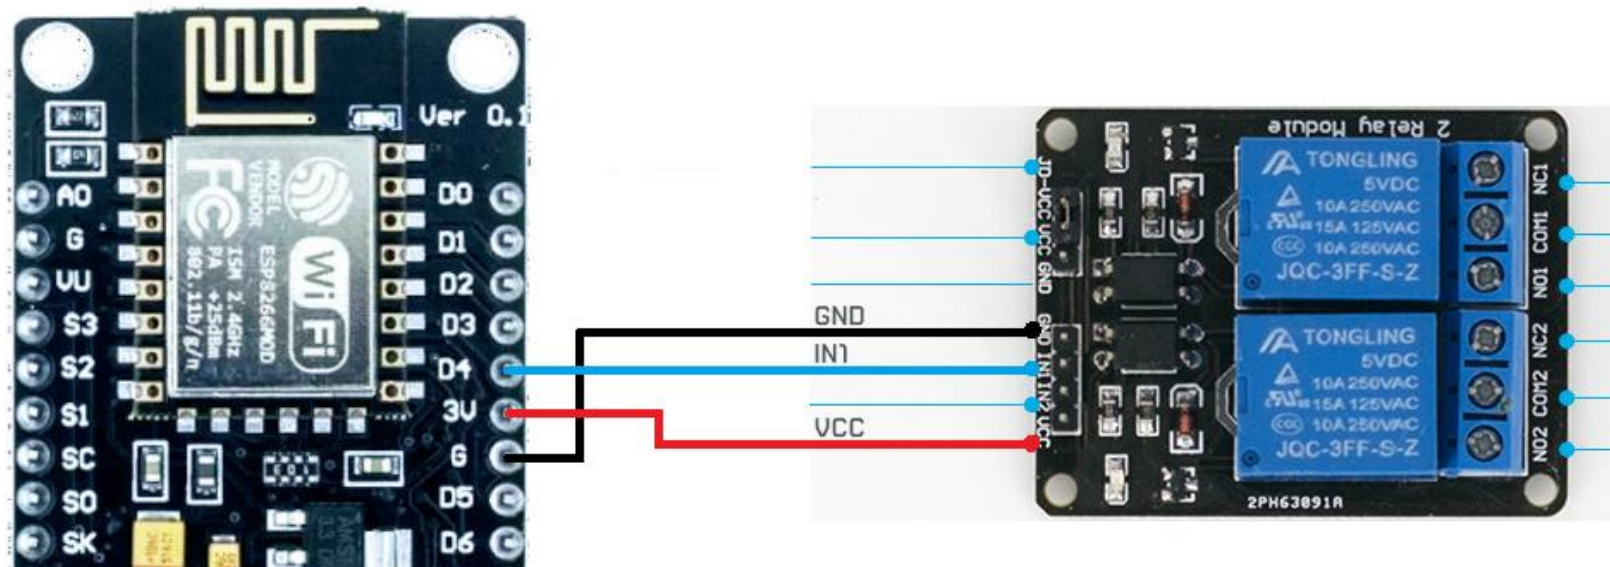 Ver 0.1
A0
G
VU
S3
S2
S1
SC
S0
SK
MODEL
VENDOR
ESP8266MOD
ISM 2.4GHz
PA +25dBm
802.11b/g/n
FC
WiFi
D0
D1
D2
D3
D4
3V
G
D5
D6
103
GND
IN1
VCC
2 Relay Module
JD-VCC
VCC
GND
GND
IN1
IN2
VCC
TONGLING
5VDC
10A 250VAC
15A 125VAC
10A 250VAC
JQC-3FF-S-Z
TONGLING
5VDC
10A 250VAC
15A 125VAC
10A 250VAC
JQC-3FF-S-Z
NC1
COM1
NO1
NC2
COM2
NO2
2PH63091A